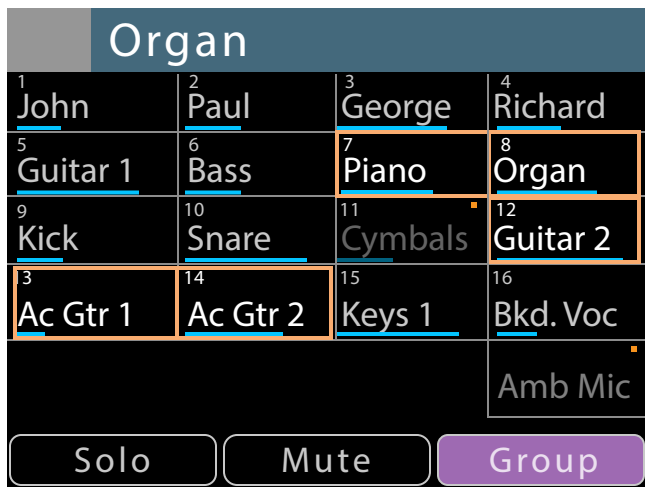 Organ
1 2 3 4
John Paul George Richard
5 6 7 8
Guitar 1 Bass Piano Organ
9 10 11 12
Kick Snare Cymbals Guitar 2
13 14 15 16
Ac Gtr 1 Ac Gtr 2 Keys 1 Bkd. Voc
Amb Mic
Solo Mute Group